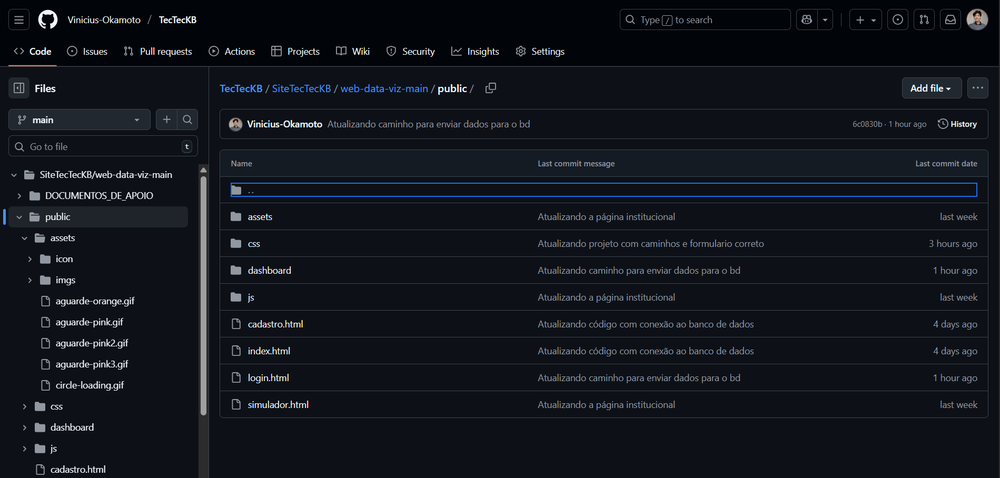 Vinicius-Okamoto / TecTecKB
Type / to search
Code Issues Pull requests Actions Projects Wiki Security Insights Settings
Files
main
Go to file t
SiteTecTecKB/web-data-viz-main
DOCUMENTOS_DE_APOIO
public
assets
icon
imgs
aguarde-orange.gif
aguarde-pink.gif
aguarde-pink2.gif
aguarde-pink3.gif
circle-loading.gif
css
dashboard
js
cadastro.html
TecTecKB / SiteTecTecKB / web-data-viz-main / public /
Add file
Vinicius-Okamoto Atualizando caminho para enviar dados para o bd 6c0830b · 1 hour ago History
Name Last commit message Last commit date
..
assets Atualizando a página institucional last week
css Atualizando projeto com caminhos e formulario correto 3 hours ago
dashboard Atualizando caminho para enviar dados para o bd 1 hour ago
js Atualizando a página institucional last week
cadastro.html Atualizando código com conexão ao banco de dados 4 days ago
index.html Atualizando código com conexão ao banco de dados 4 days ago
login.html Atualizando caminho para enviar dados para o bd 1 hour ago
simulador.html Atualizando a página institucional last week